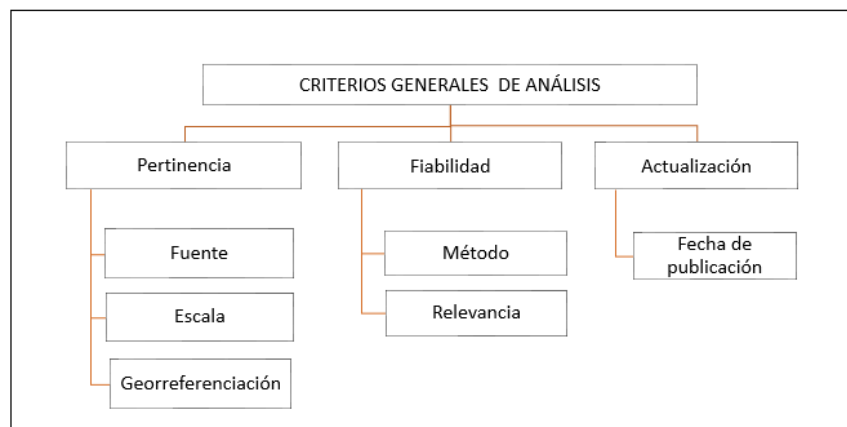 CRITERIOS GENERALES DE ANÁLISIS
Pertinencia
Fuente
Escala
Georreferenciación
Fiabilidad
Método
Relevancia
Actualización
Fecha de
publicación